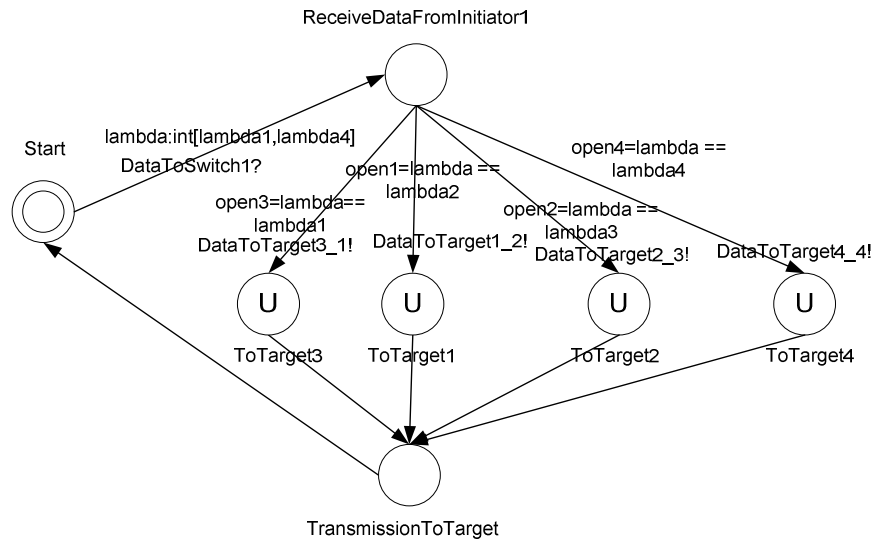 ReceiveDataFromInitiator1
Start
lambda:int[lambda1,lambda4]
DataToSwitch1?
open3=lambda==
lambda1
DataToTarget3_1!
open1=lambda ==
lambda2
DataToTarget1_2!
open2=lambda ==
lambda3
DataToTarget2_3!
open4=lambda ==
lambda4
DataToTarget4_4!
U
U
U
U
ToTarget3
ToTarget1
ToTarget2
ToTarget4
TransmissionToTarget